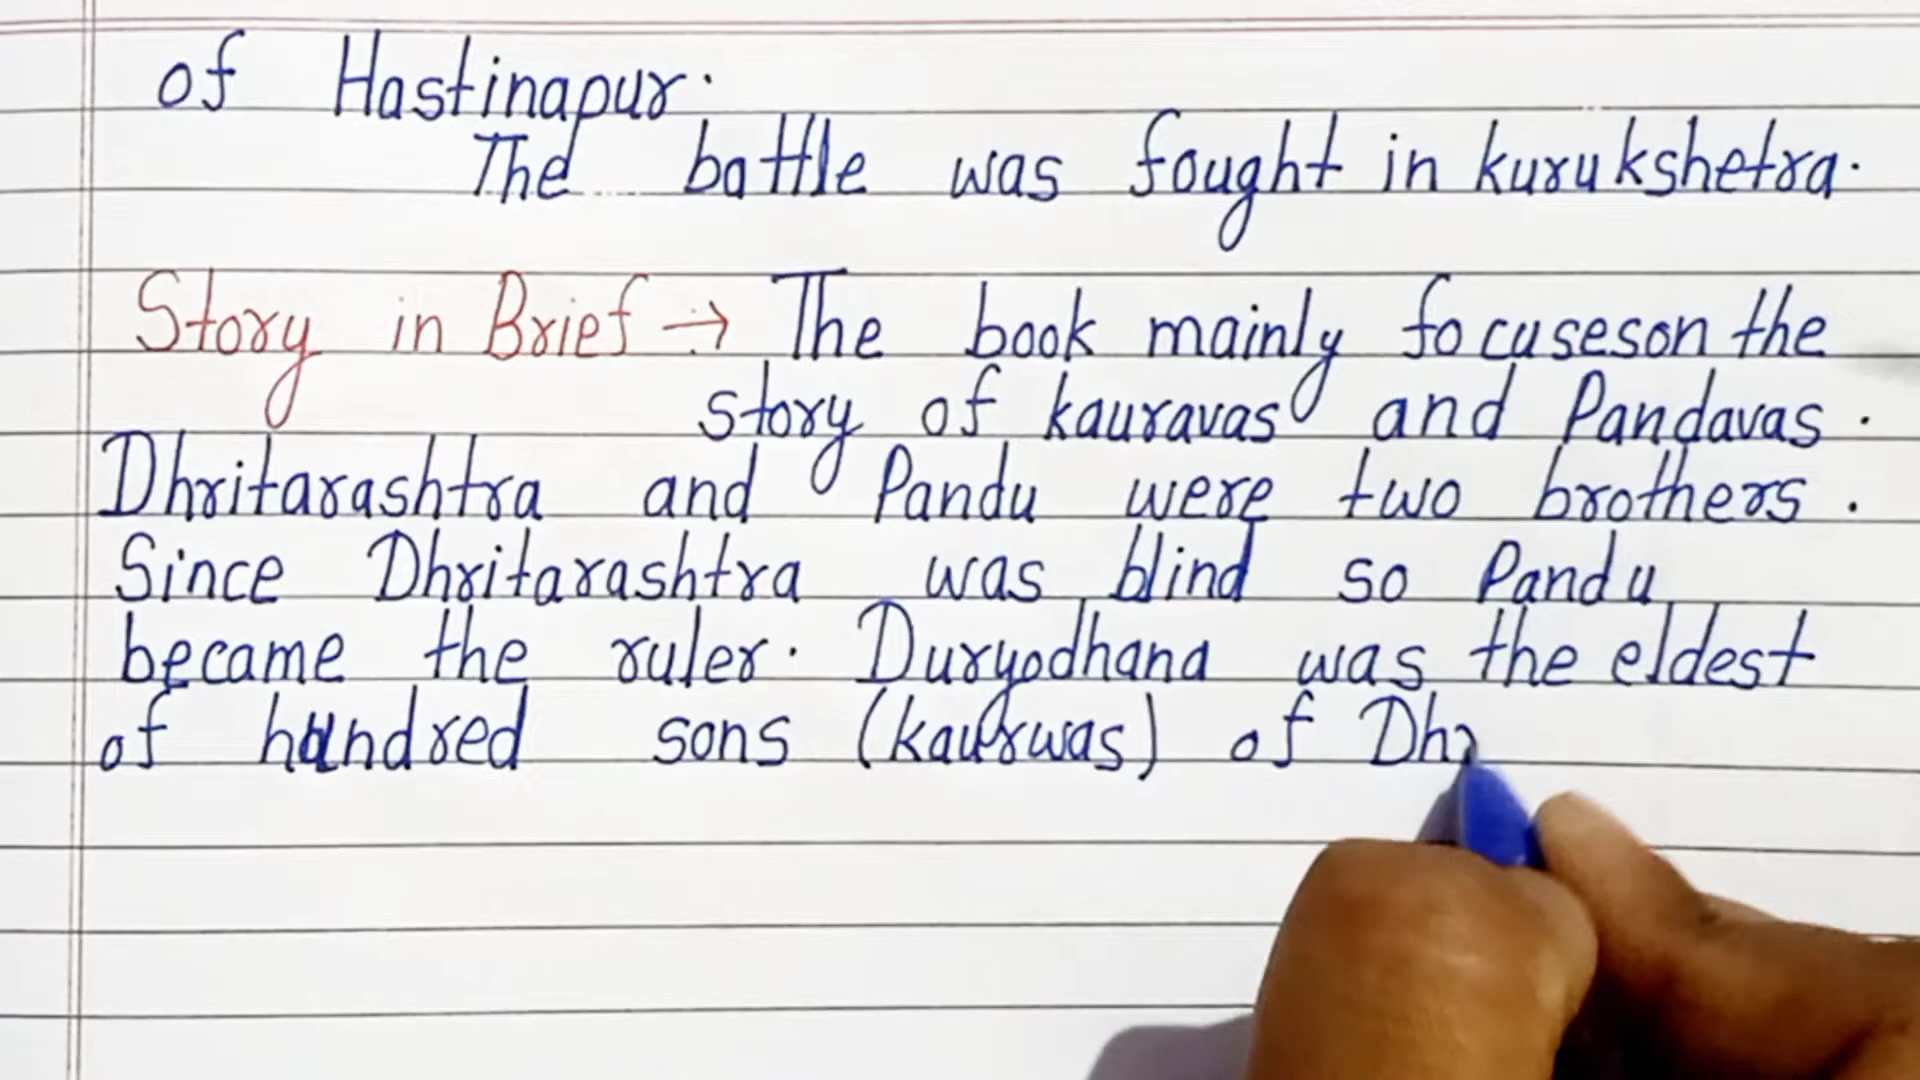 of Hastinapur.
The battle was fought in kurukshetra.
Story in Brief → The book mainly focuseson the
story of kauravas and Pandavas.
Dhritarashtra and Pandu were two brothers.
Since Dhritarashtra was blind so Pandu
became the ruler. Duryodhana was the eldest
of hundred sons (kaurwas) of Dhr